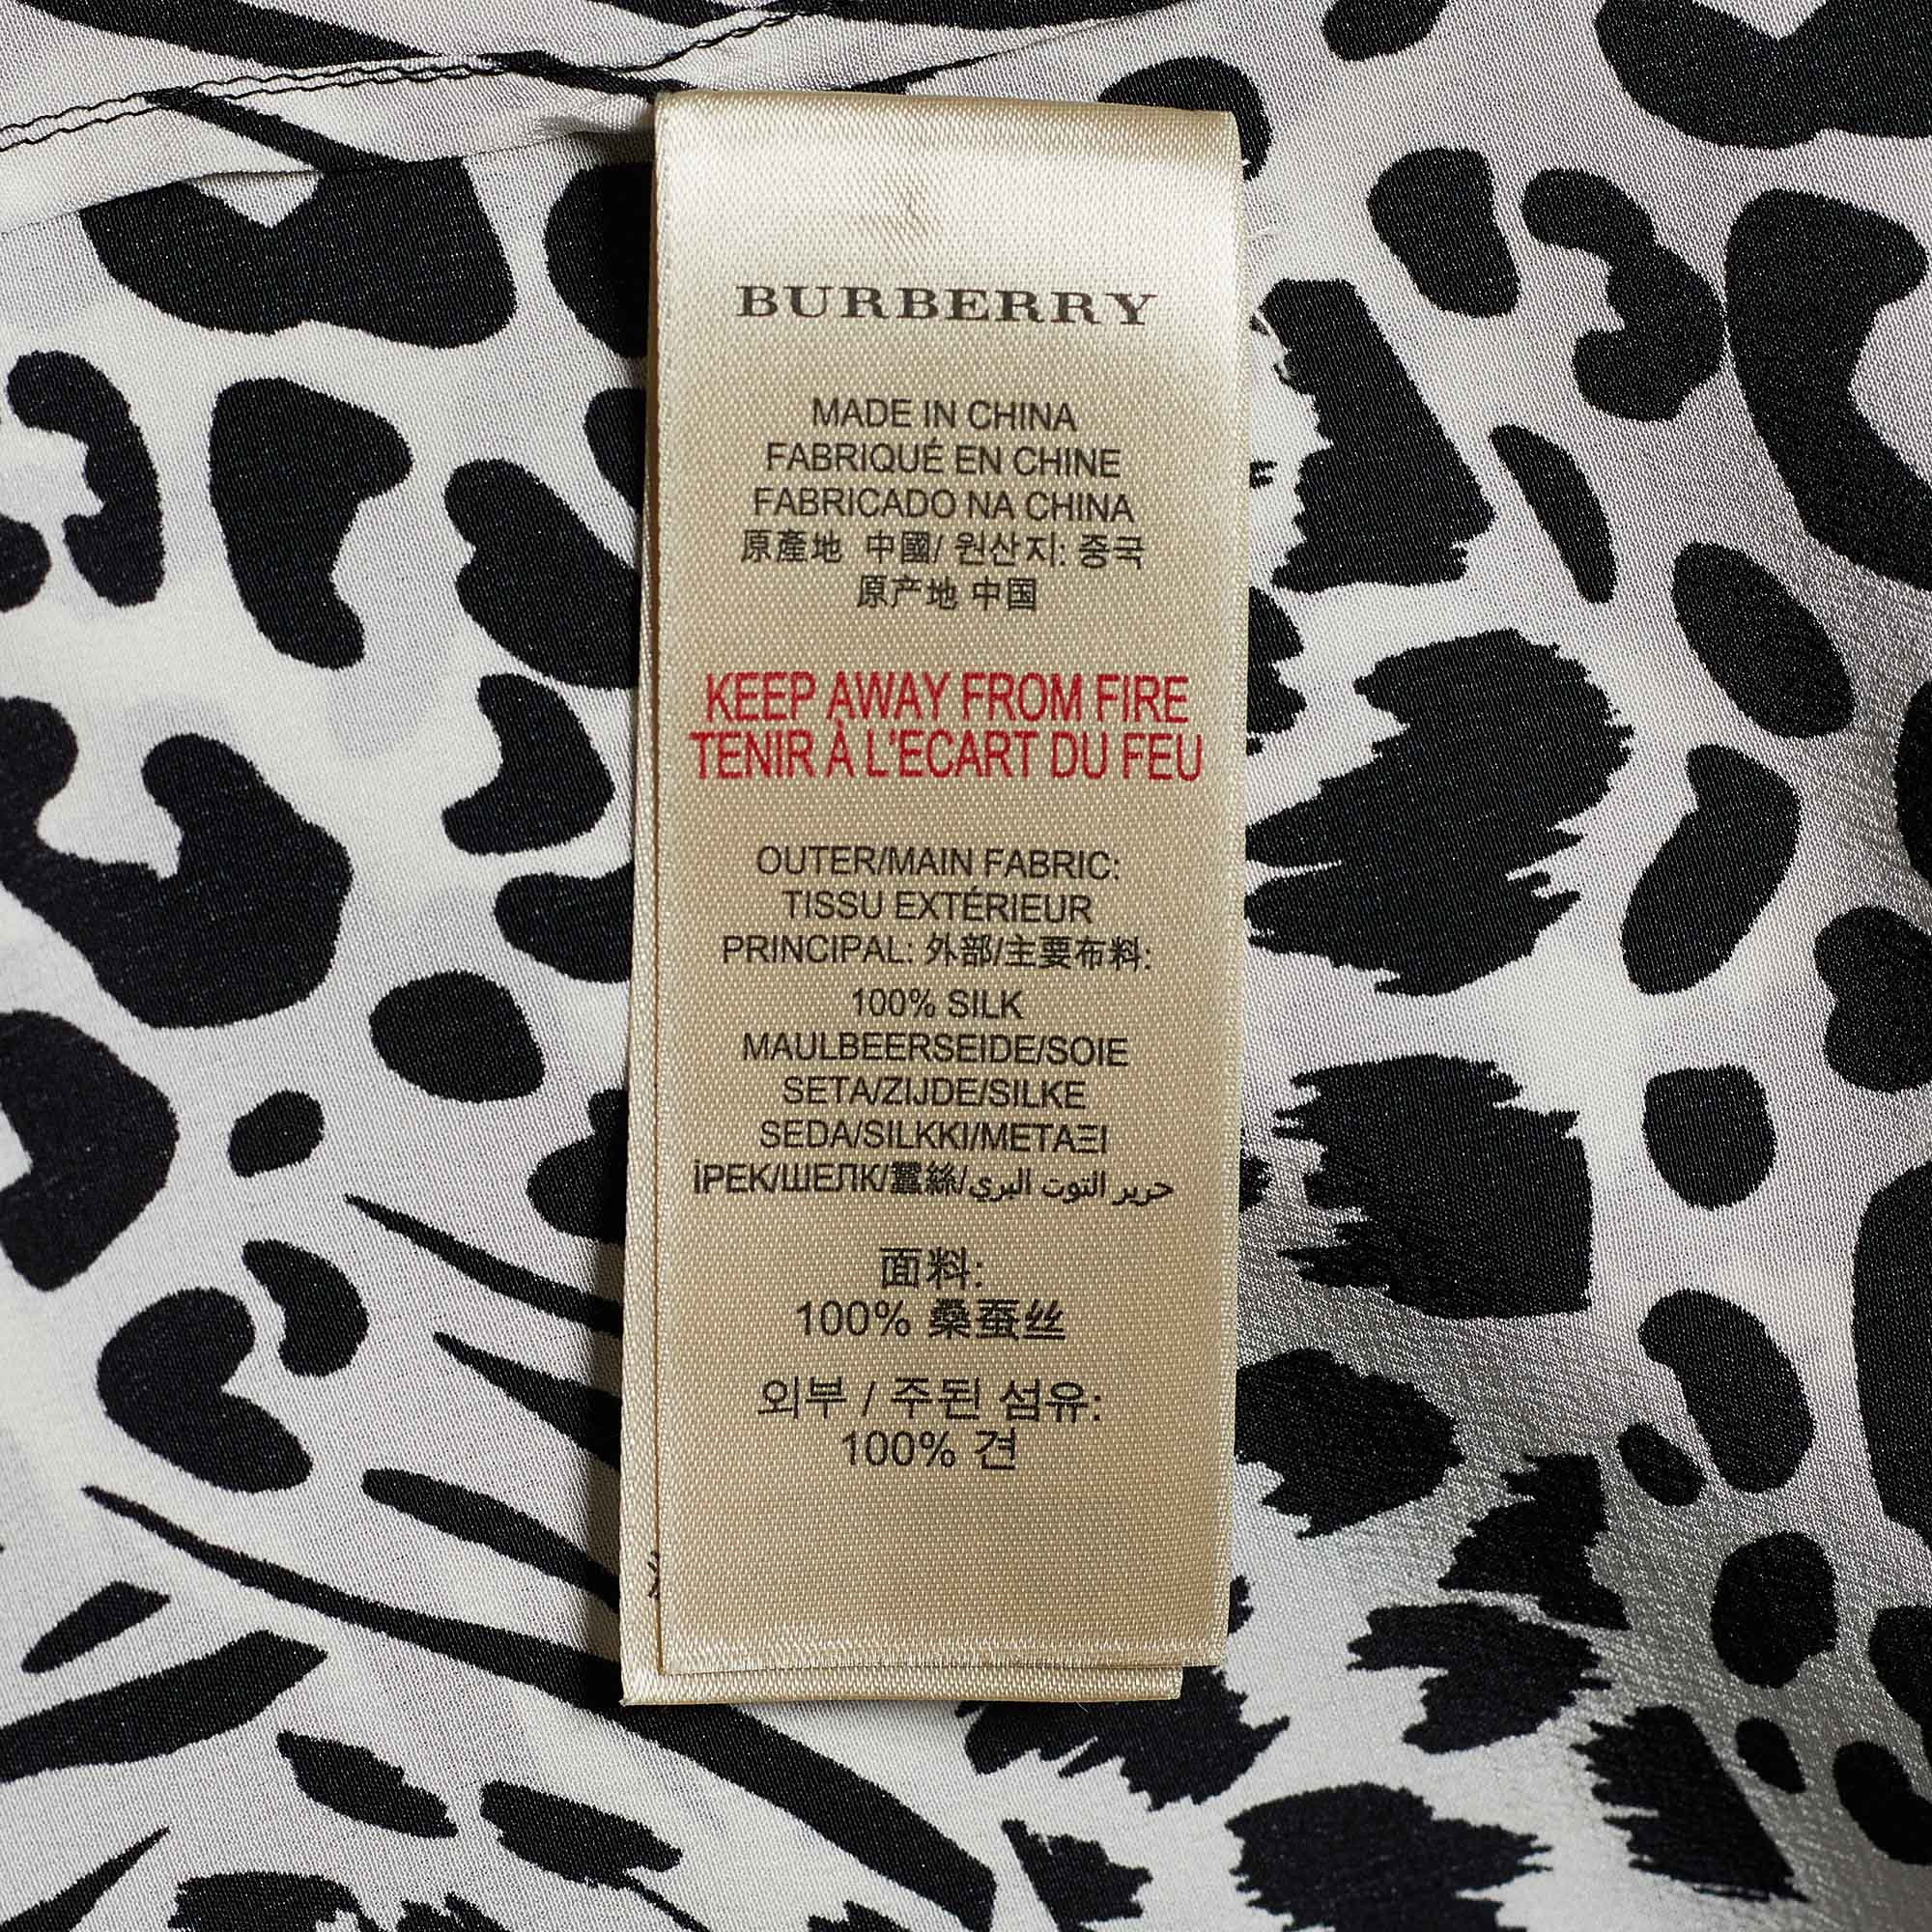 BURBERRY
MADE IN CHINA
FABRIQUÉ EN CHINE
FABRICADO NA CHINA
原產地 中國/ 원산지: 중국
原产地 中国
KEEP AWAY FROM FIRE
TENIR À L'ECART DU FEU
OUTER/MAIN FABRIC:
TISSU EXTÉRIEUR
PRINCIPAL: 外部/主要布料:
100% SILK
MAULBEERSEIDE/SOIE
SETA/ZIJDE/SILKE
SEDA/SILKKI/ΜΕΤΑΞΙ
İPEK/ШЕЛК/蠶絲/حرير التوت البري
面料:
100% 桑蚕丝
외부 / 주된 섬유:
100% 견